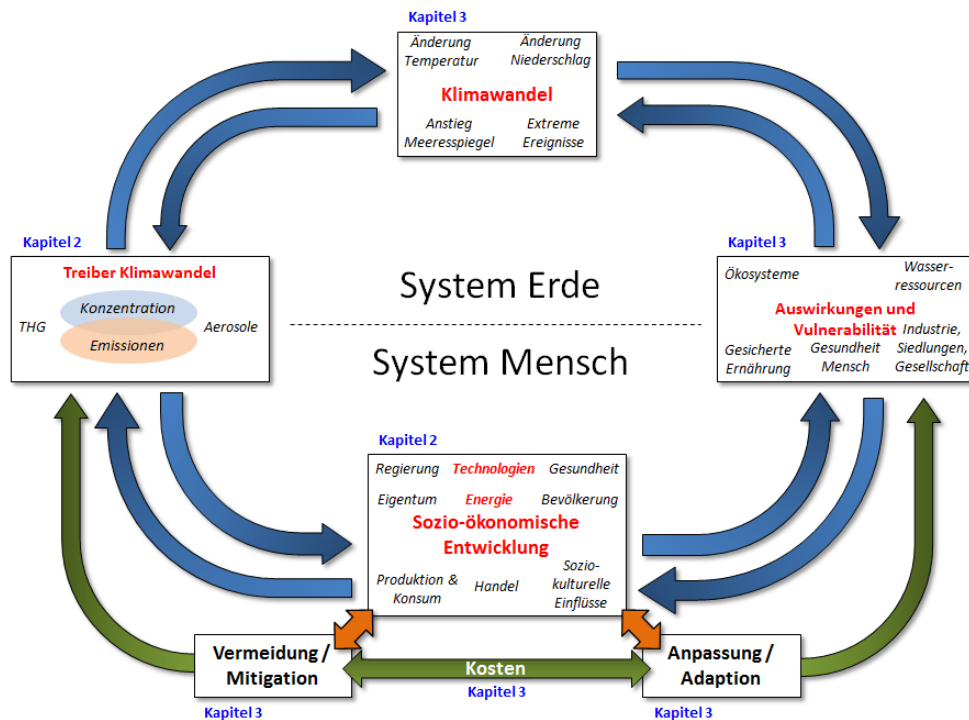 Kapitel 3
Änderung
Temperatur
Änderung
Niederschlag
Klimawandel
Anstieg
Meeresspiegel
Extreme
Ereignisse
Kapitel 2
Treiber Klimawandel
Konzentration
THG
Aerosole
Emissionen
System Erde
System Mensch
Kapitel 3
Ökosysteme
Wasser-
ressourcen
Auswirkungen und
Vulnerabilität
Gesicherte
Ernährung
Gesundheit
Mensch
Industrie,
Siedlungen,
Gesellschaft
Kapitel 2
Regierung
Technologien
Gesundheit
Eigentum
Energie
Bevölkerung
Sozio-ökonomische
Entwicklung
Produktion &
Konsum
Handel
Sozio-
kulturelle
Einflüsse
Vermeidung /
Mitigation
Kapitel 3
Kosten
Kapitel 3
Anpassung /
Adaption
Kapitel 3